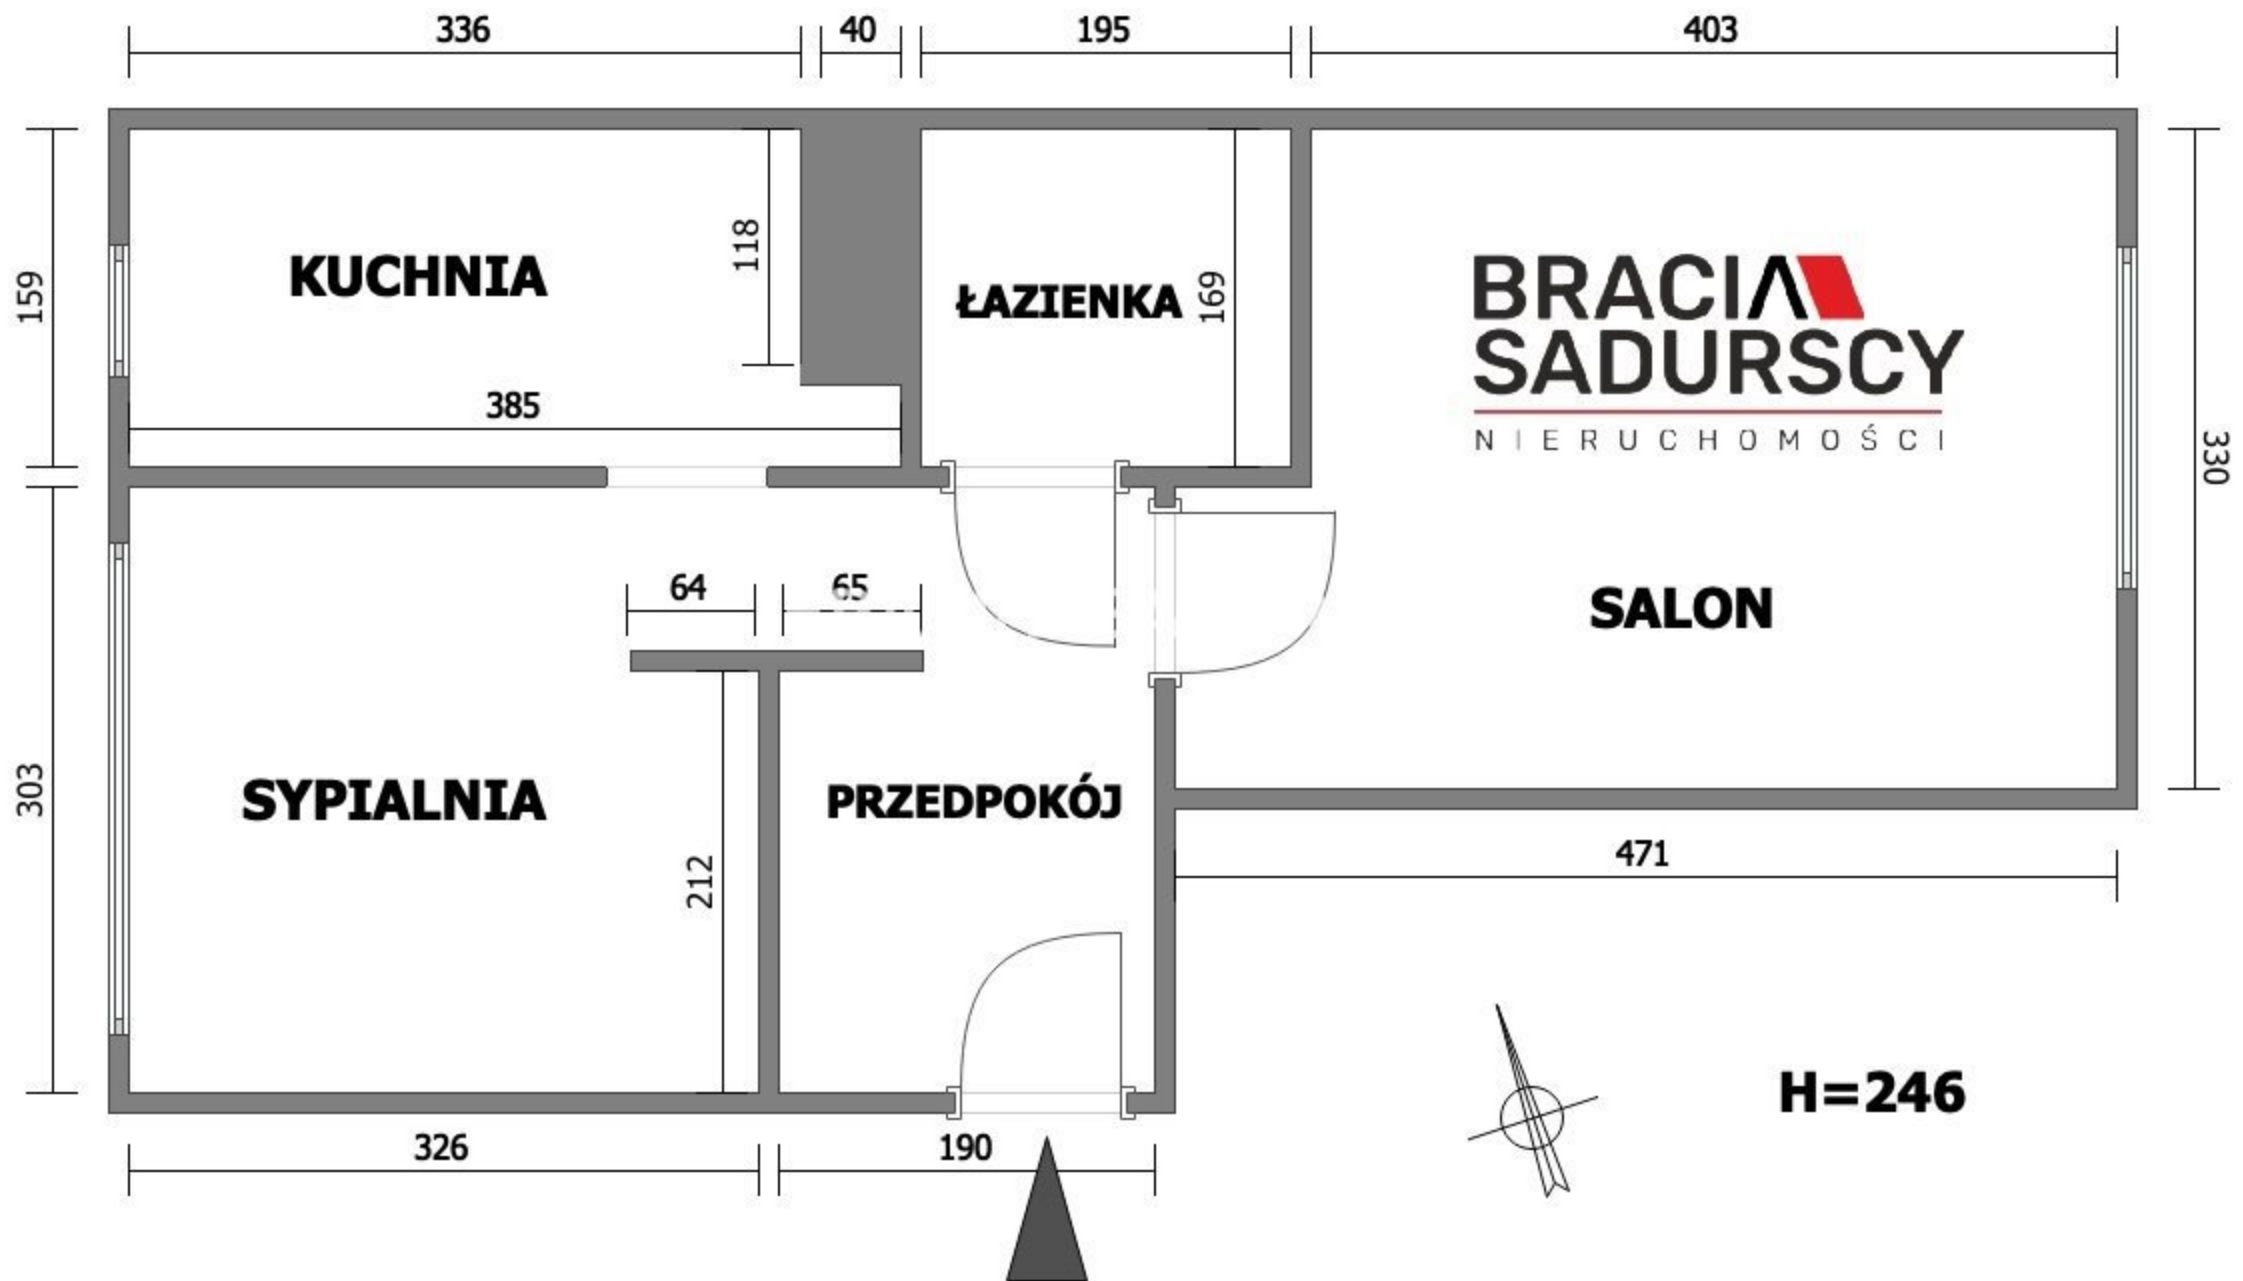 336 40 195 403
159
118
KUCHNIA
ŁAZIENKA
169
BRACIA
SADURSCY
NIERUCHOMOŚCI
385
330
64 65
SALON
303
SYPIALNIA
PRZEDPOKÓJ
212
471
H=246
326 190